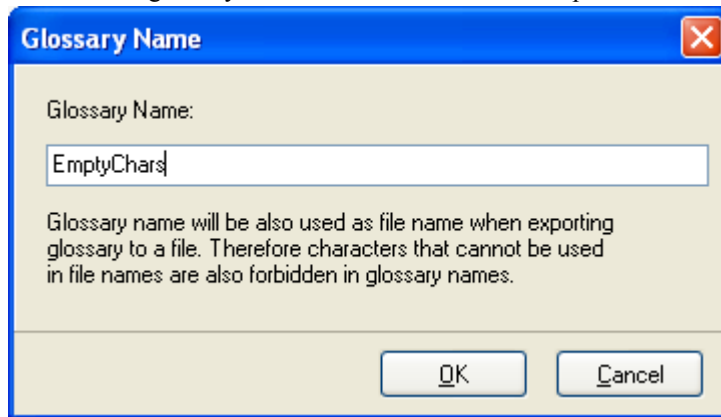 Glossary Name
Glossary Name:
EmptyChars
Glossary name will be also used as file name when exporting
glossary to a file. Therefore characters that cannot be used
in file names are also forbidden in glossary names.
OK
Cancel